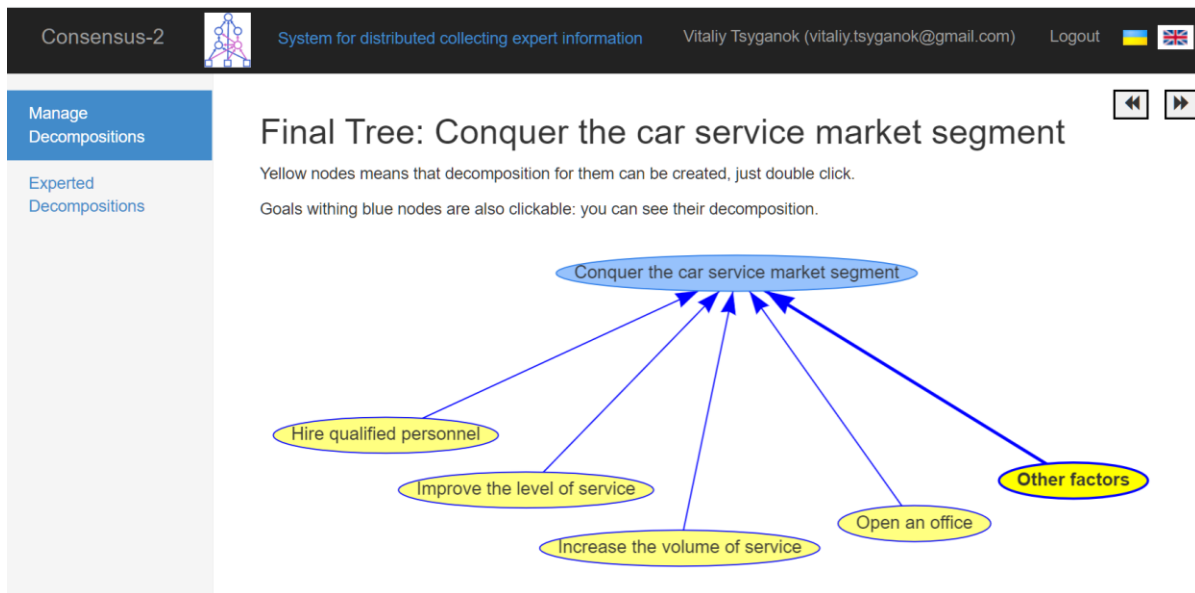 Consensus-2
System for distributed collecting expert information
Vitaliy Tsyganok (vitaliy.tsyganok@gmail.com)
Logout
Manage
Decompositions
Experted
Decompositions
Final Tree: Conquer the car service market segment
Yellow nodes means that decomposition for them can be created, just double click.
Goals withing blue nodes are also clickable: you can see their decomposition.
Conquer the car service market segment
Hire qualified personnel
Improve the level of service
Increase the volume of service
Open an office
Other factors